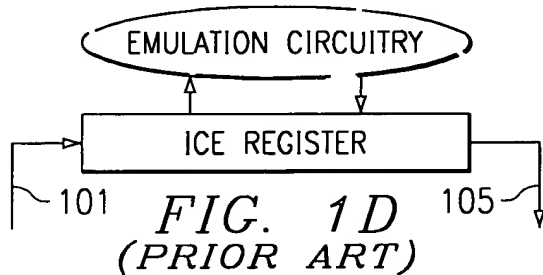 EMULATION CIRCUITRY
ICE REGISTER
101
105
FIG. 1D
(PRIOR ART)